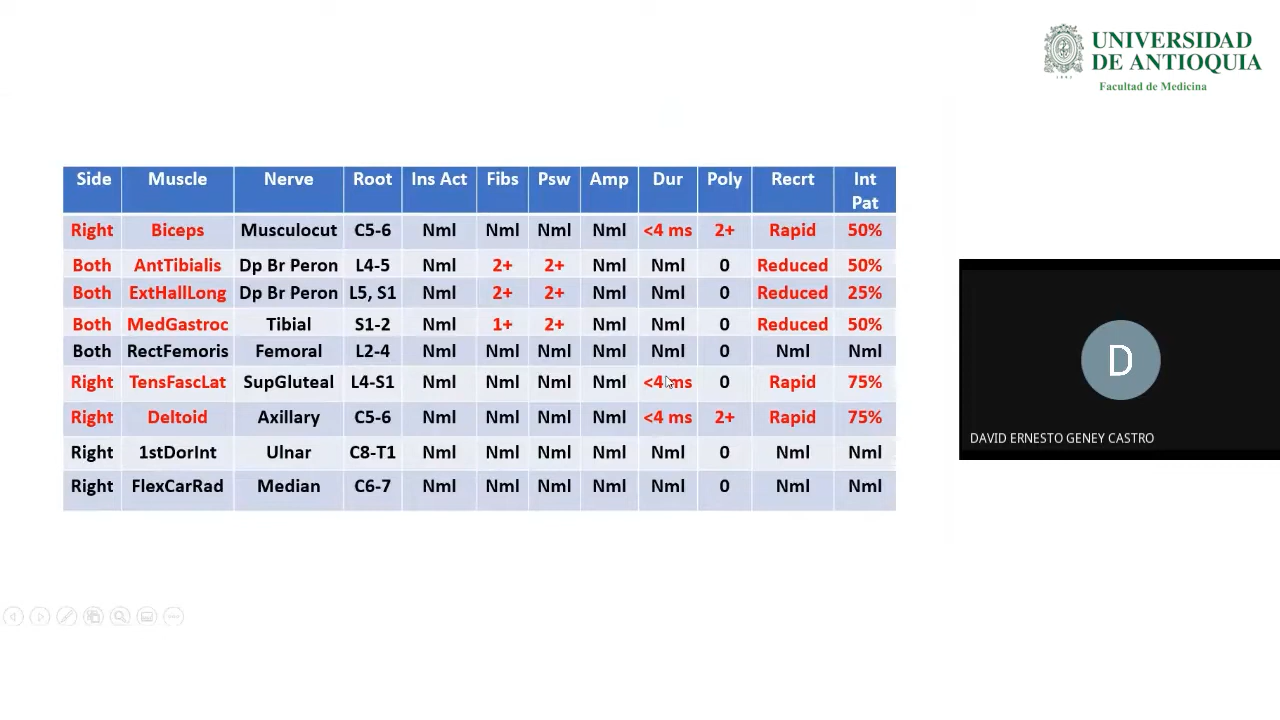 UNIVERSIDAD
DE ANTIOQUIA
Facultad de Medicina
1803
Side Muscle Nerve Root Ins Act Fibs Psw Amp Dur Poly Recrt Int Pat
Right Biceps Musculocut C5-6 Nml Nml Nml Nml <4 ms 2+ Rapid 50%
Both AntTibialis Dp Br Peron L4-5 Nml 2+ 2+ Nml Nml 0 Reduced 50%
Both ExtHallLong Dp Br Peron L5, S1 Nml 2+ 2+ Nml Nml 0 Reduced 25%
Both MedGastroc Tibial S1-2 Nml 1+ 2+ Nml Nml 0 Reduced 50%
Both RectFemoris Femoral L2-4 Nml Nml Nml Nml Nml 0 Nml Nml
Right TensFascLat SupGluteal L4-S1 Nml Nml Nml Nml <4 ms 0 Rapid 75%
Right Deltoid Axillary C5-6 Nml Nml Nml Nml <4 ms 2+ Rapid 75%
Right 1stDorInt Ulnar C8-T1 Nml Nml Nml Nml Nml 0 Nml Nml
Right FlexCarRad Median C6-7 Nml Nml Nml Nml Nml 0 Nml Nml
D
DAVID ERNESTO GENEY CASTRO